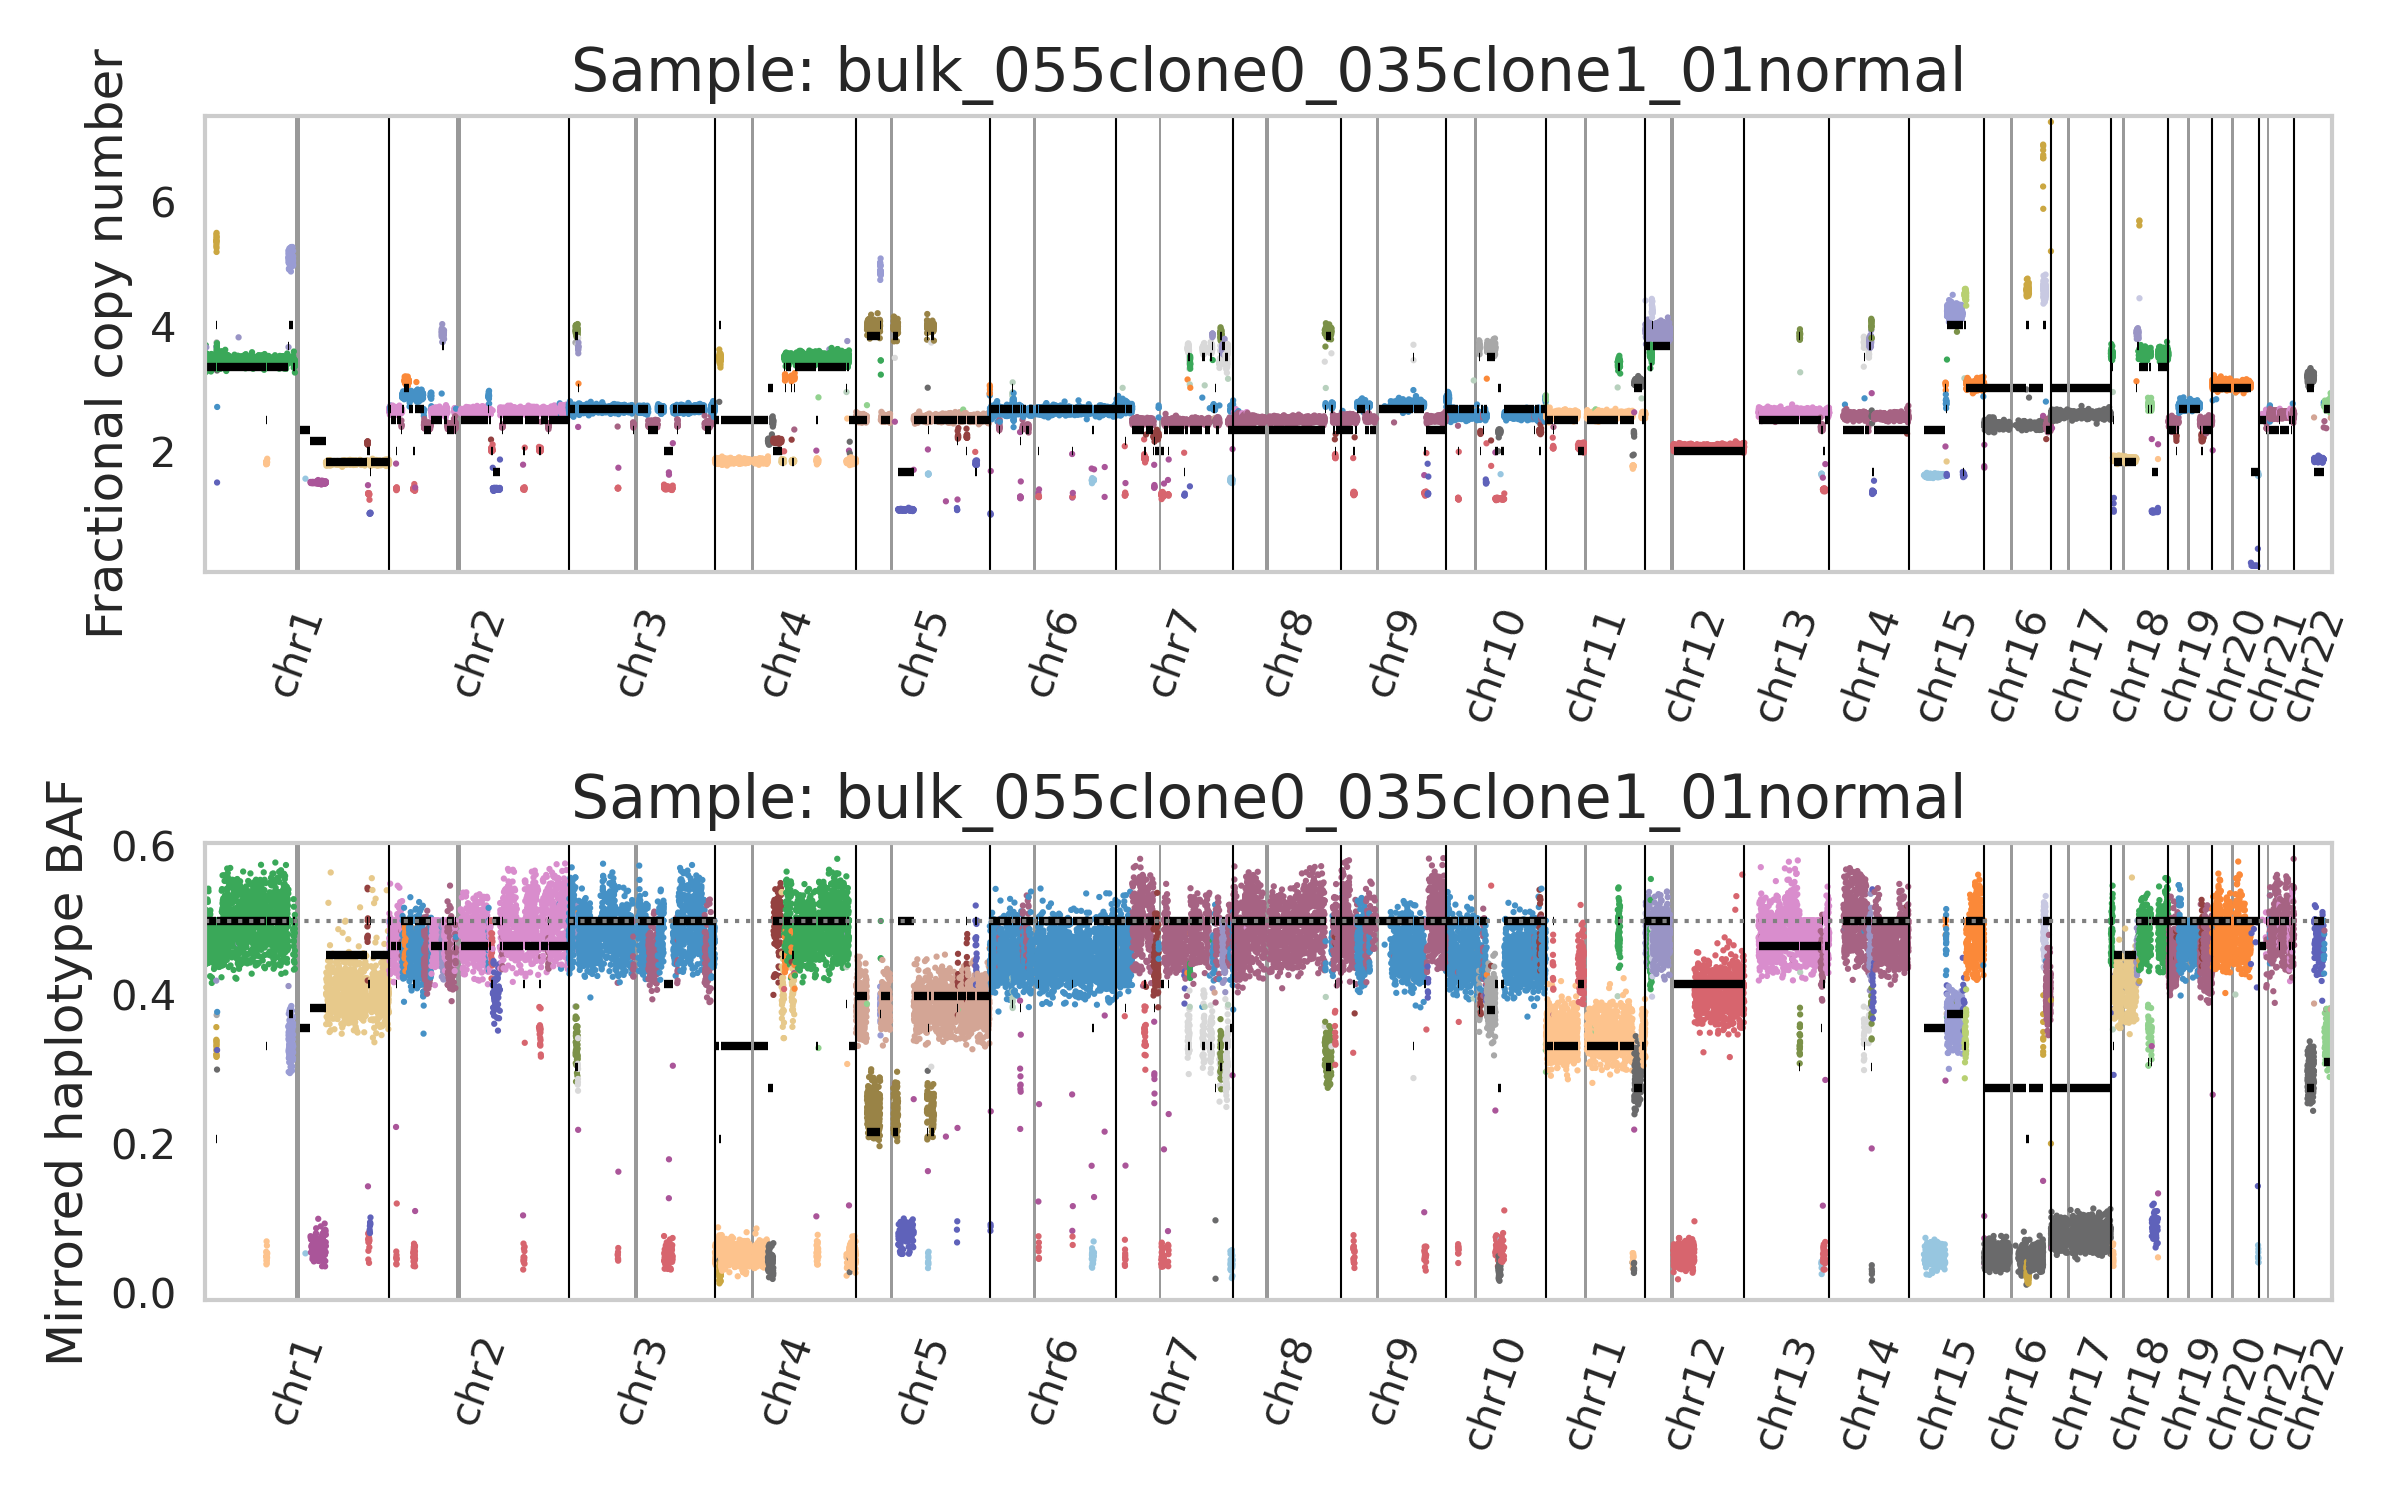 Sample: bulk_055clone0_035clone1_01normal
Fractional copy number
6
4
2
chr1 chr2 chr3 chr4 chr5 chr6 chr7 chr8 chr9 chr10 chr11 chr12 chr13 chr14 chr15 chr16 chr17 chr18 chr19 chr20 chr21 chr22
Sample: bulk_055clone0_035clone1_01normal
Mirrored haplotype BAF
0.6
0.4
0.2
0.0
chr1 chr2 chr3 chr4 chr5 chr6 chr7 chr8 chr9 chr10 chr11 chr12 chr13 chr14 chr15 chr16 chr17 chr18 chr19 chr20 chr21 chr22